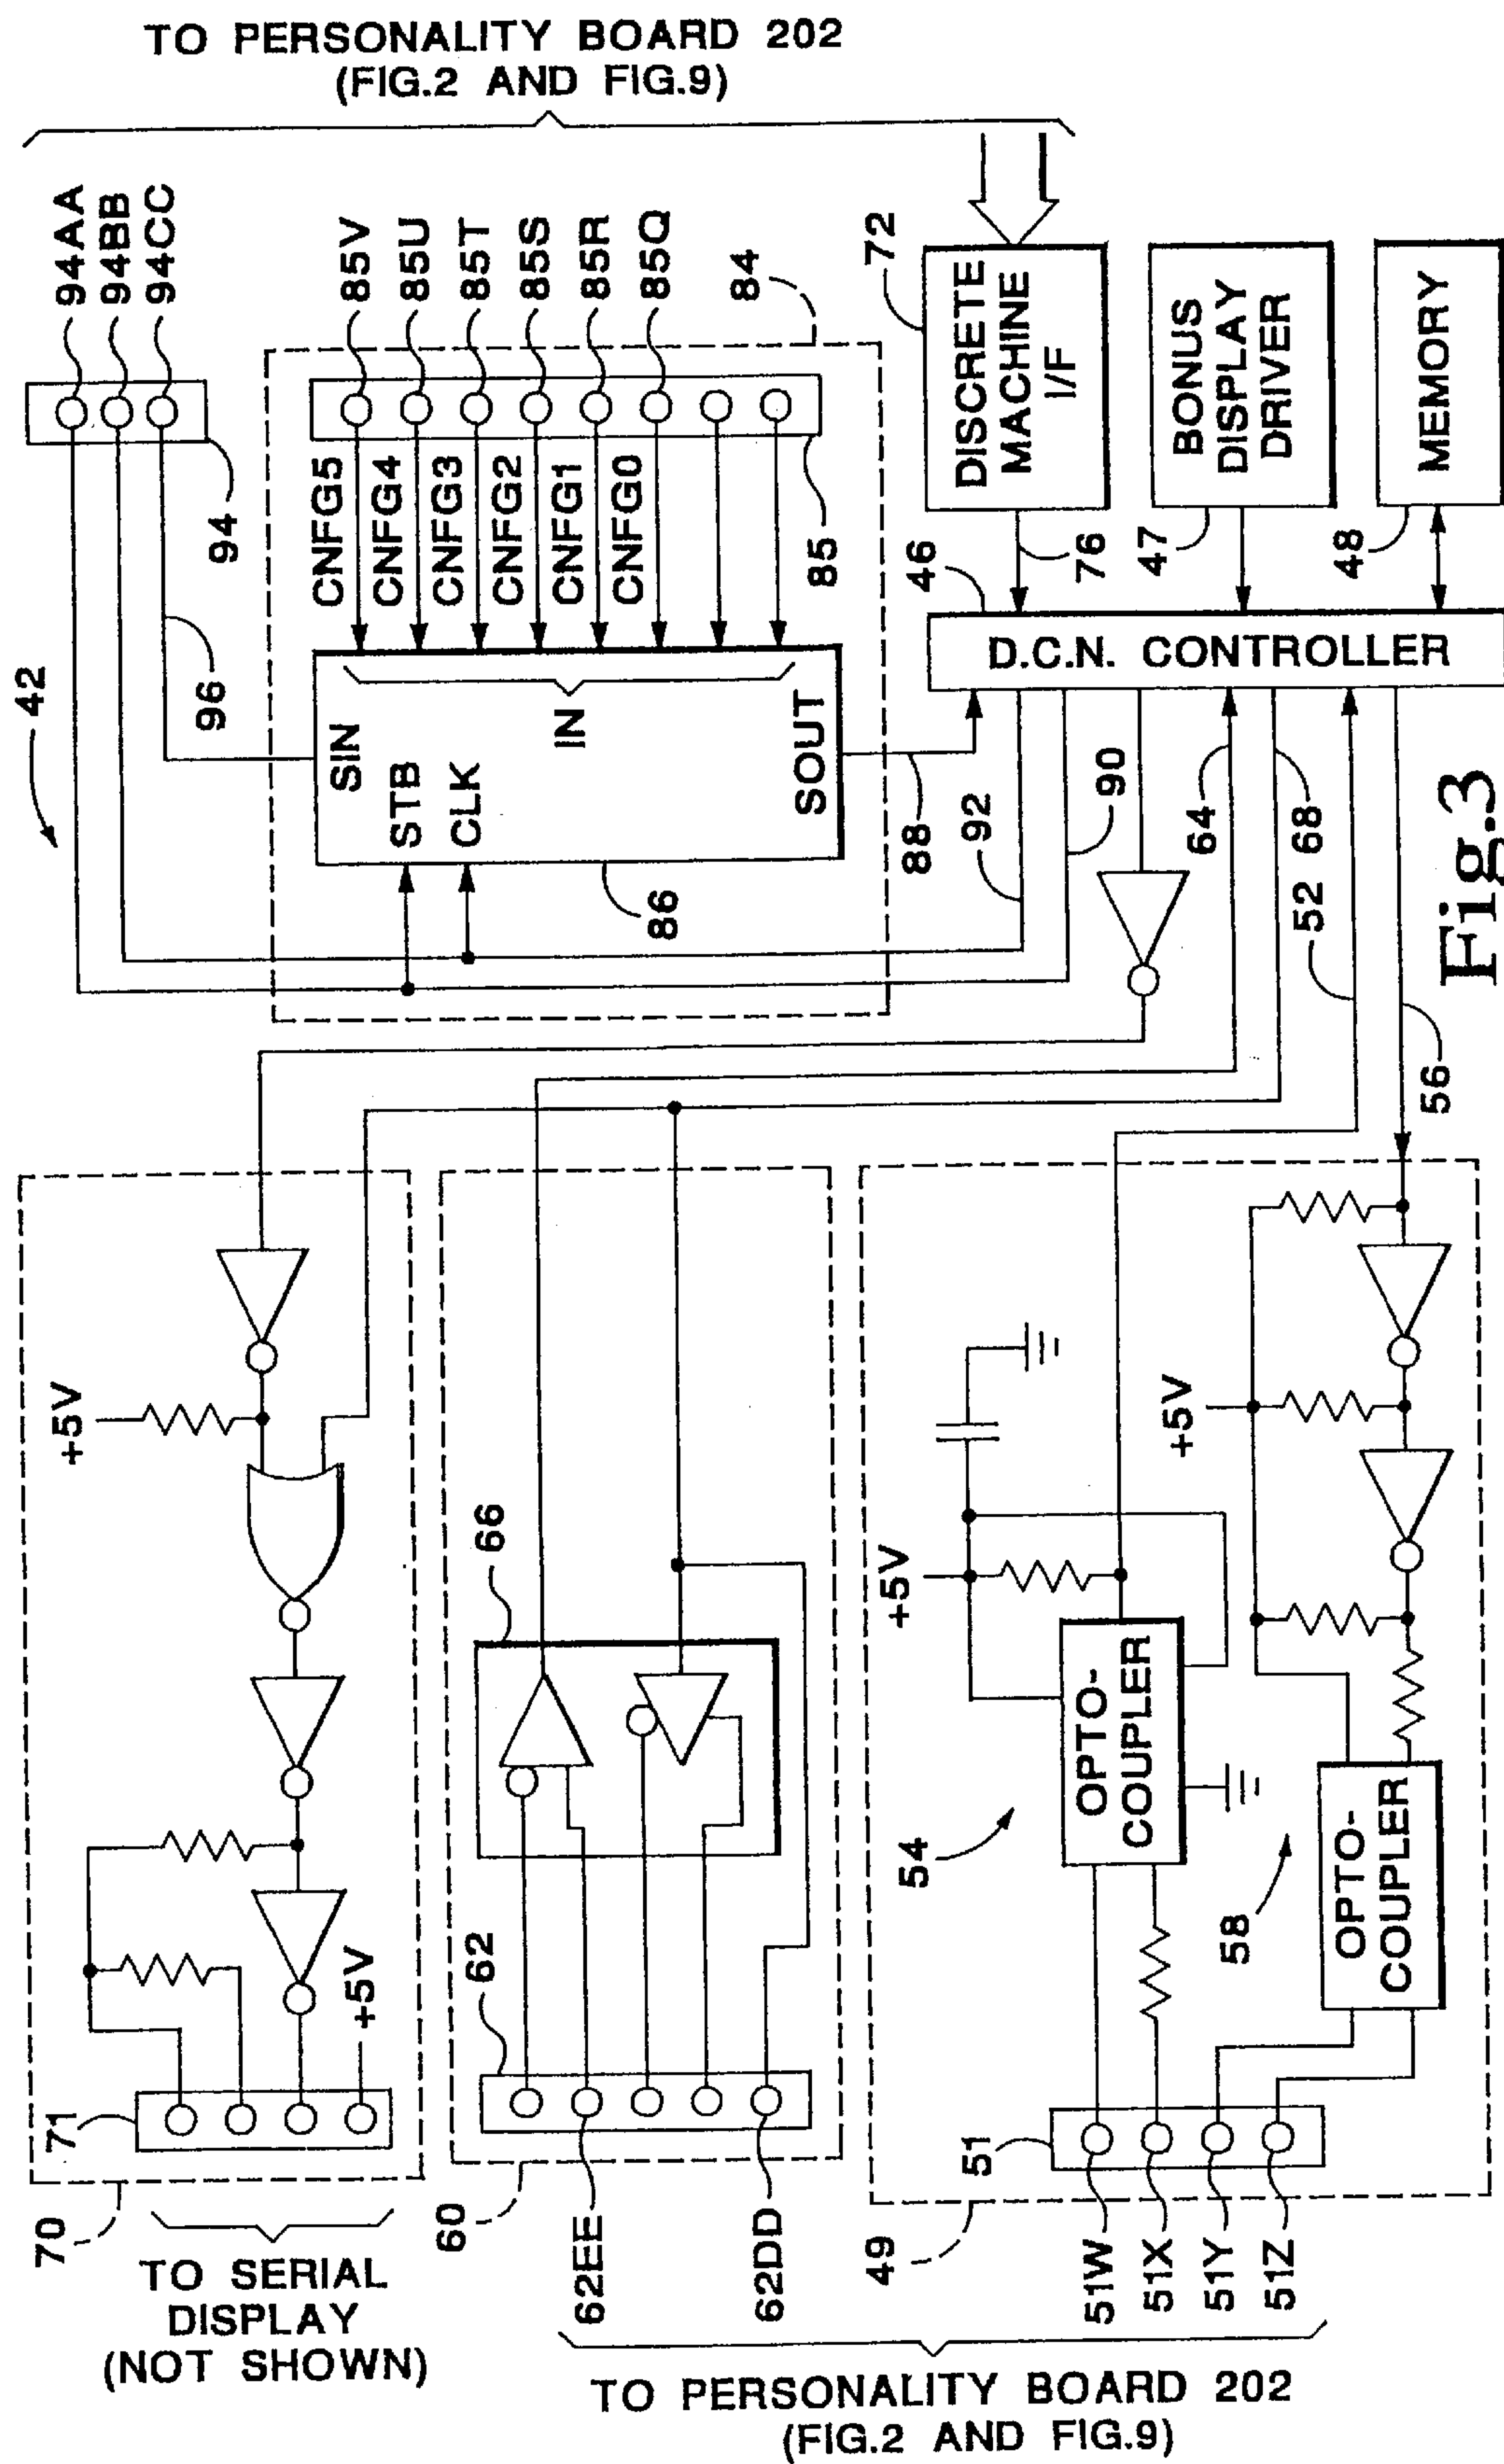 TO PERSONALITY BOARD 202
(FIG.2 AND FIG.9)
94AA
94BB
94CC
42
94
96
85V
85U
85T
85S
85R
85Q
84
72
CNFG5
CNFG4
CNFG3
CNFG2
CNFG1
CNFG0
85
SIN
STB
CLK
IN
SOUT
86
88
DISCRETE
MACHINE
I/F
BONUS
DISPLAY
DRIVER
MEMORY
46
76
47
48
D.C.N. CONTROLLER
92
90
64
68
52
56
Fig.3
+5V
+5V
71
70
TO SERIAL
DISPLAY
(NOT SHOWN)
66
62
60
62EE
62DD
+5V
+5V
OPTO-
COUPLER
54
OPTO-
COUPLER
58
51
49
51W
51X
51Y
51Z
TO PERSONALITY BOARD 202
(FIG.2 AND FIG.9)